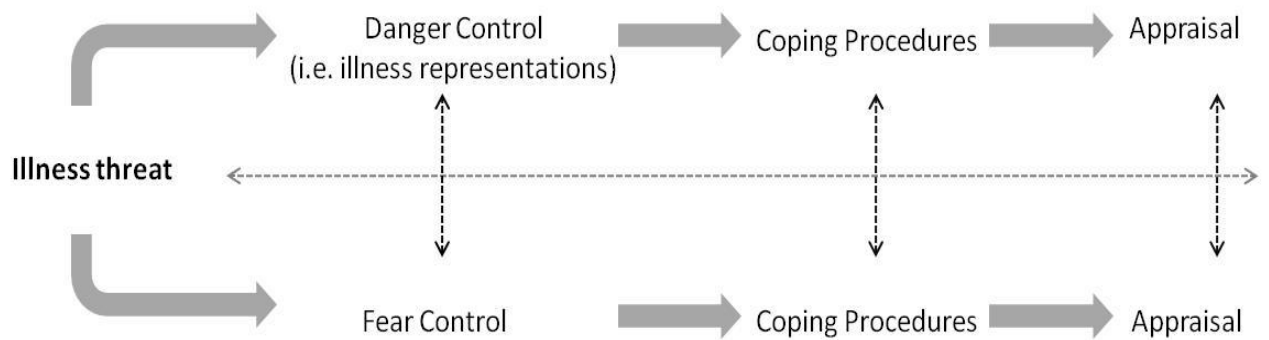 Danger Control
(i.e. illness representations)
Coping Procedures
Appraisal
Illness threat
Fear Control
Coping Procedures
Appraisal